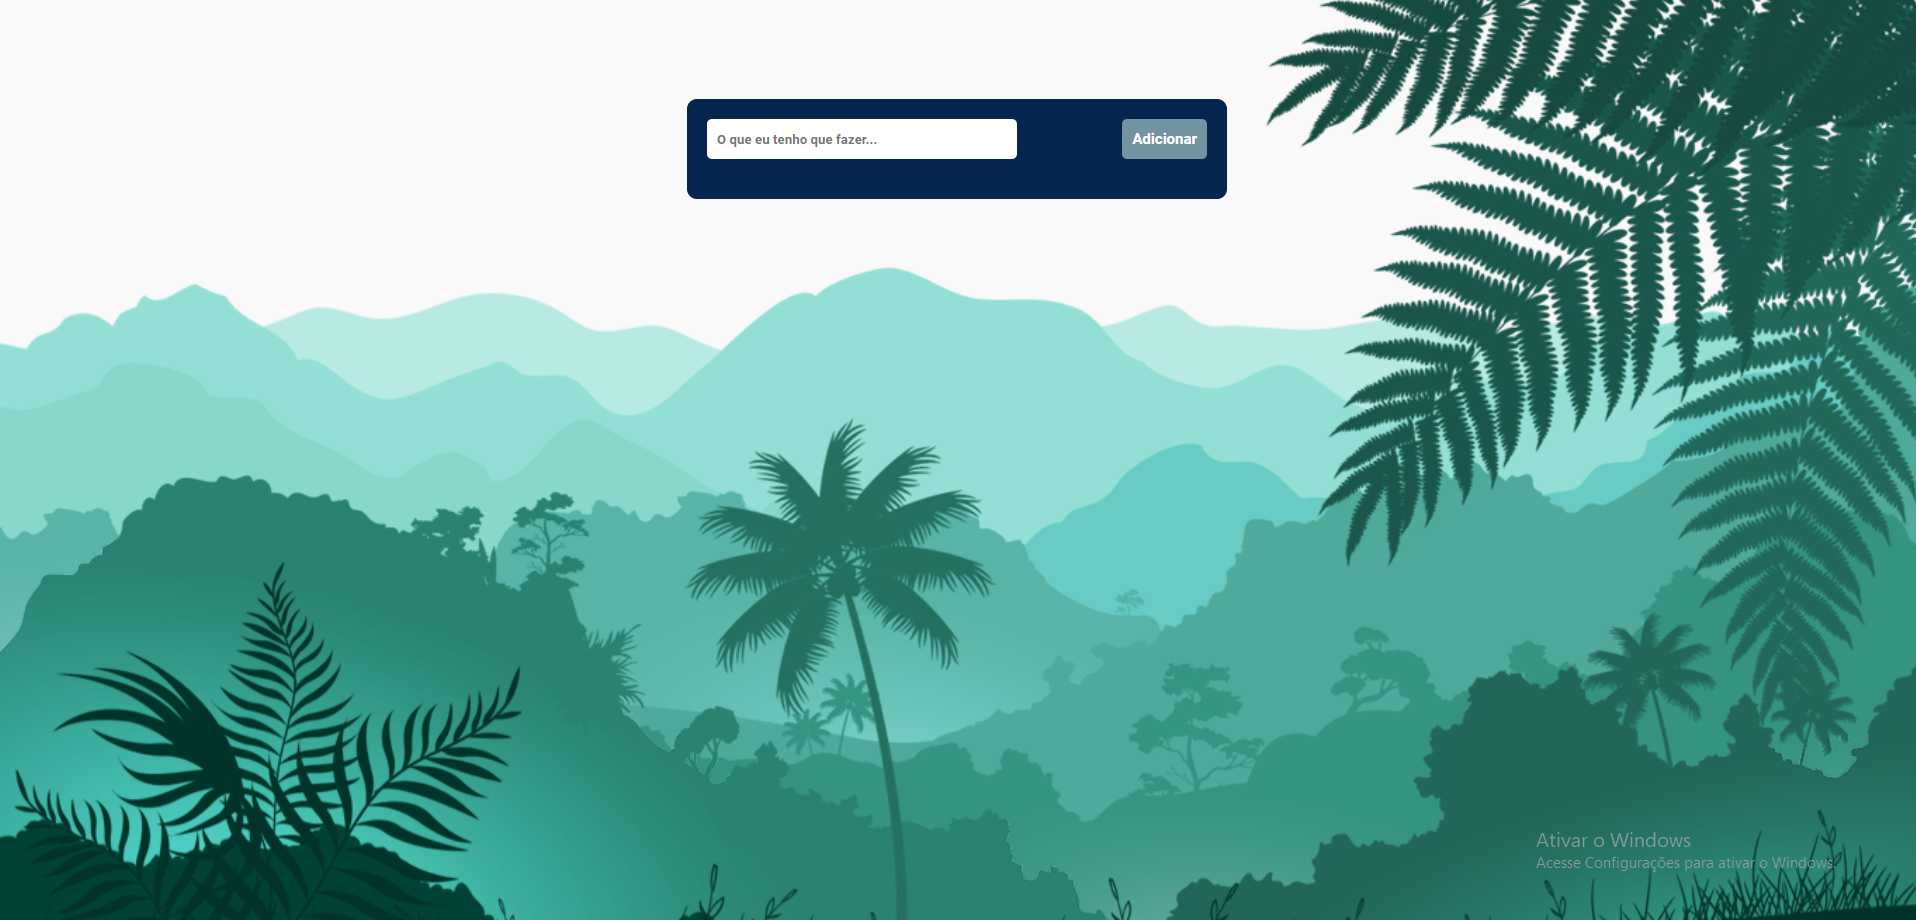 O que eu tenho que fazer...
Adicionar
Ativar o Windows
Acesse Configurações para ativar o Windows.